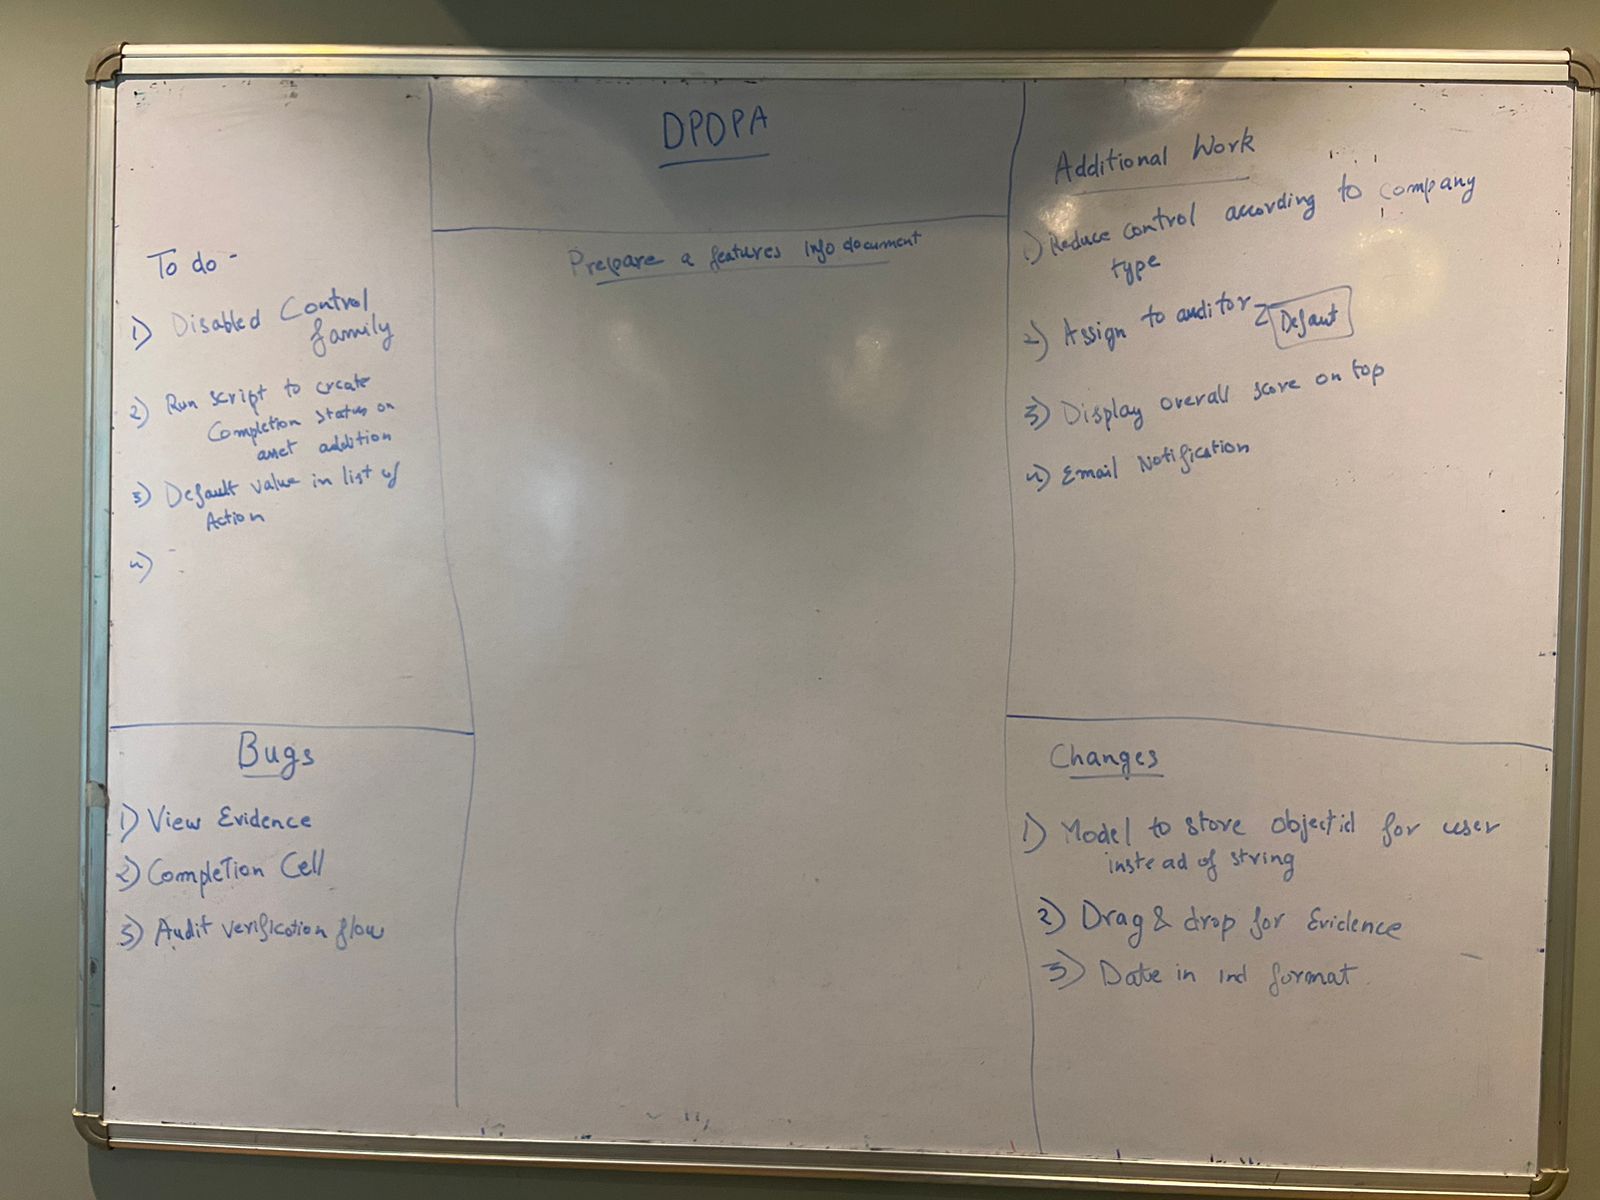 DPDPA
Prepare a features info document
To do -
1) Disabled Control
family
2) Run script to create
Completion status on
asset addition
3) Default value in list of
Action
4)
Additional Work
1) Reduce control according to company
type
2) Assign to auditor
Defaut
3) Display overall score on top
4) Email Notification
Bugs
1) View Evidence
2) Completion Cell
3) Audit verification flow
Changes
1) Model to store objectid for user
instead of string
2) Drag & drop for Evidence
3) Date in ind format